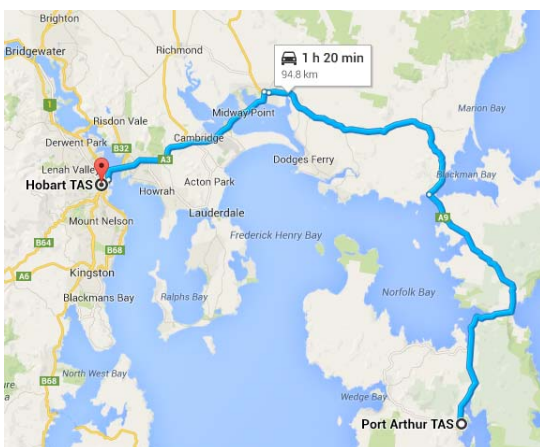 Brighton
Bridgewater
Richmond
1 h 20 min
94.8 km
1
Marion Bay
Midway Point
Risdon Vale
B32
Cambridge
Derwent Park
A3
Dodges Ferry
Lenah Valley
Blackman Bay
Hobart TAS
Howrah
Acton Park
Lauderdale
A9
Mount Nelson
Frederick Henry Bay
B64
B68
A6
Kingston
Norfolk Bay
Blackmans Bay
Ralphs Bay
North West Bay
B68
Wedge Bay
Port Arthur TAS